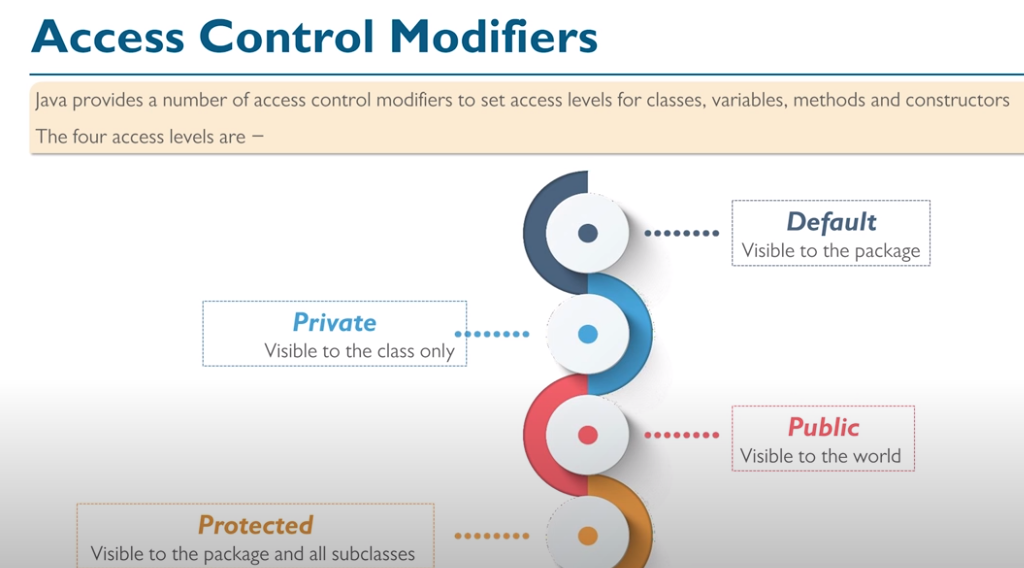 Access Control Modifiers
Java provides a number of access control modifiers to set access levels for classes, variables, methods and constructors
The four access levels are –
Default
Visible to the package
Private
Visible to the class only
Public
Visible to the world
Protected
Visible to the package and all subclasses